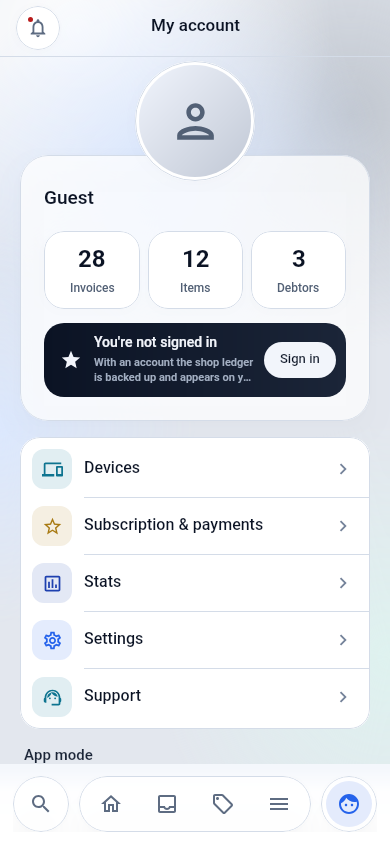 My account
Guest
28
Invoices
12
Items
3
Debtors
You're not signed in
With an account the shop ledger
is backed up and appears on y...
Sign in
Devices
Subscription & payments
Stats
Settings
Support
App mode